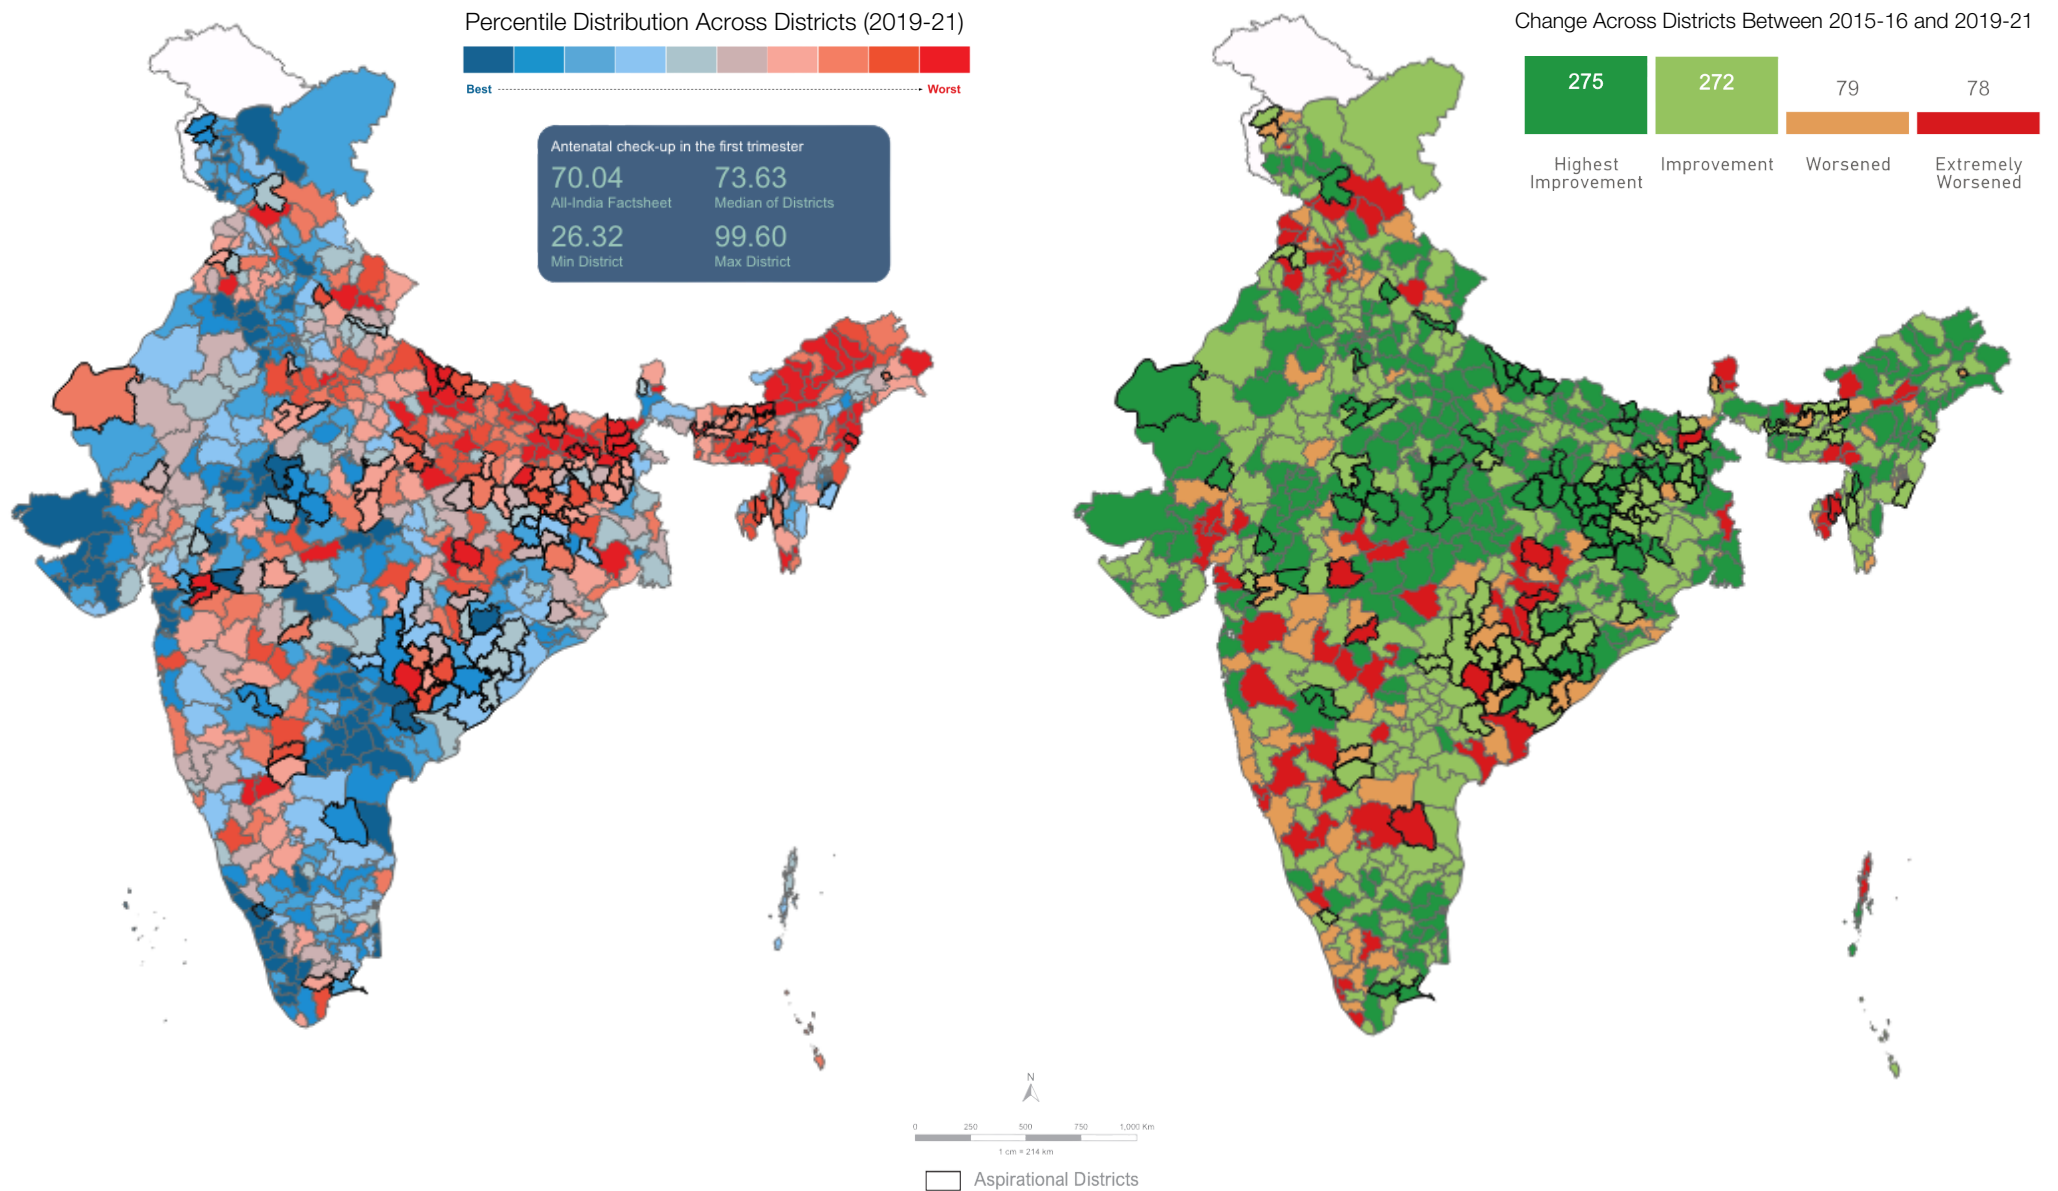 Percentile Distribution Across Districts (2019-21)
Best
Worst
Antenatal check-up in the first trimester
70.04 73.63
All-India Factsheet Median of Districts
26.32 99.60
Min District Max District
Change Across Districts Between 2015-16 and 2019-21
275 272 79 78
Highest Improvement Worsened Extremely
Improvement Worsened
N
0 250 500 750 1,000 Km
1 cm = 214 km
Aspirational Districts